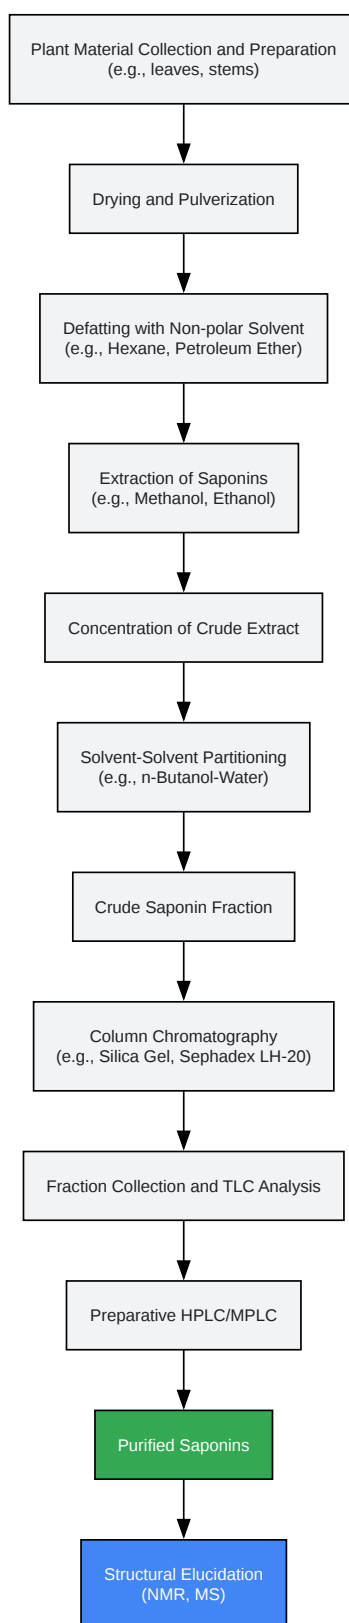 Plant Material Collection and Preparation
(e.g., leaves, stems)
Drying and Pulverization
Defatting with Non-polar Solvent
(e.g., Hexane, Petroleum Ether)
Extraction of Saponins
(e.g., Methanol, Ethanol)
Concentration of Crude Extract
Solvent-Solvent Partitioning
(e.g., n-Butanol-Water)
Crude Saponin Fraction
Column Chromatography
(e.g., Silica Gel, Sephadex LH-20)
Fraction Collection and TLC Analysis
Preparative HPLC/MPLC
Purified Saponins
Structural Elucidation
(NMR, MS)